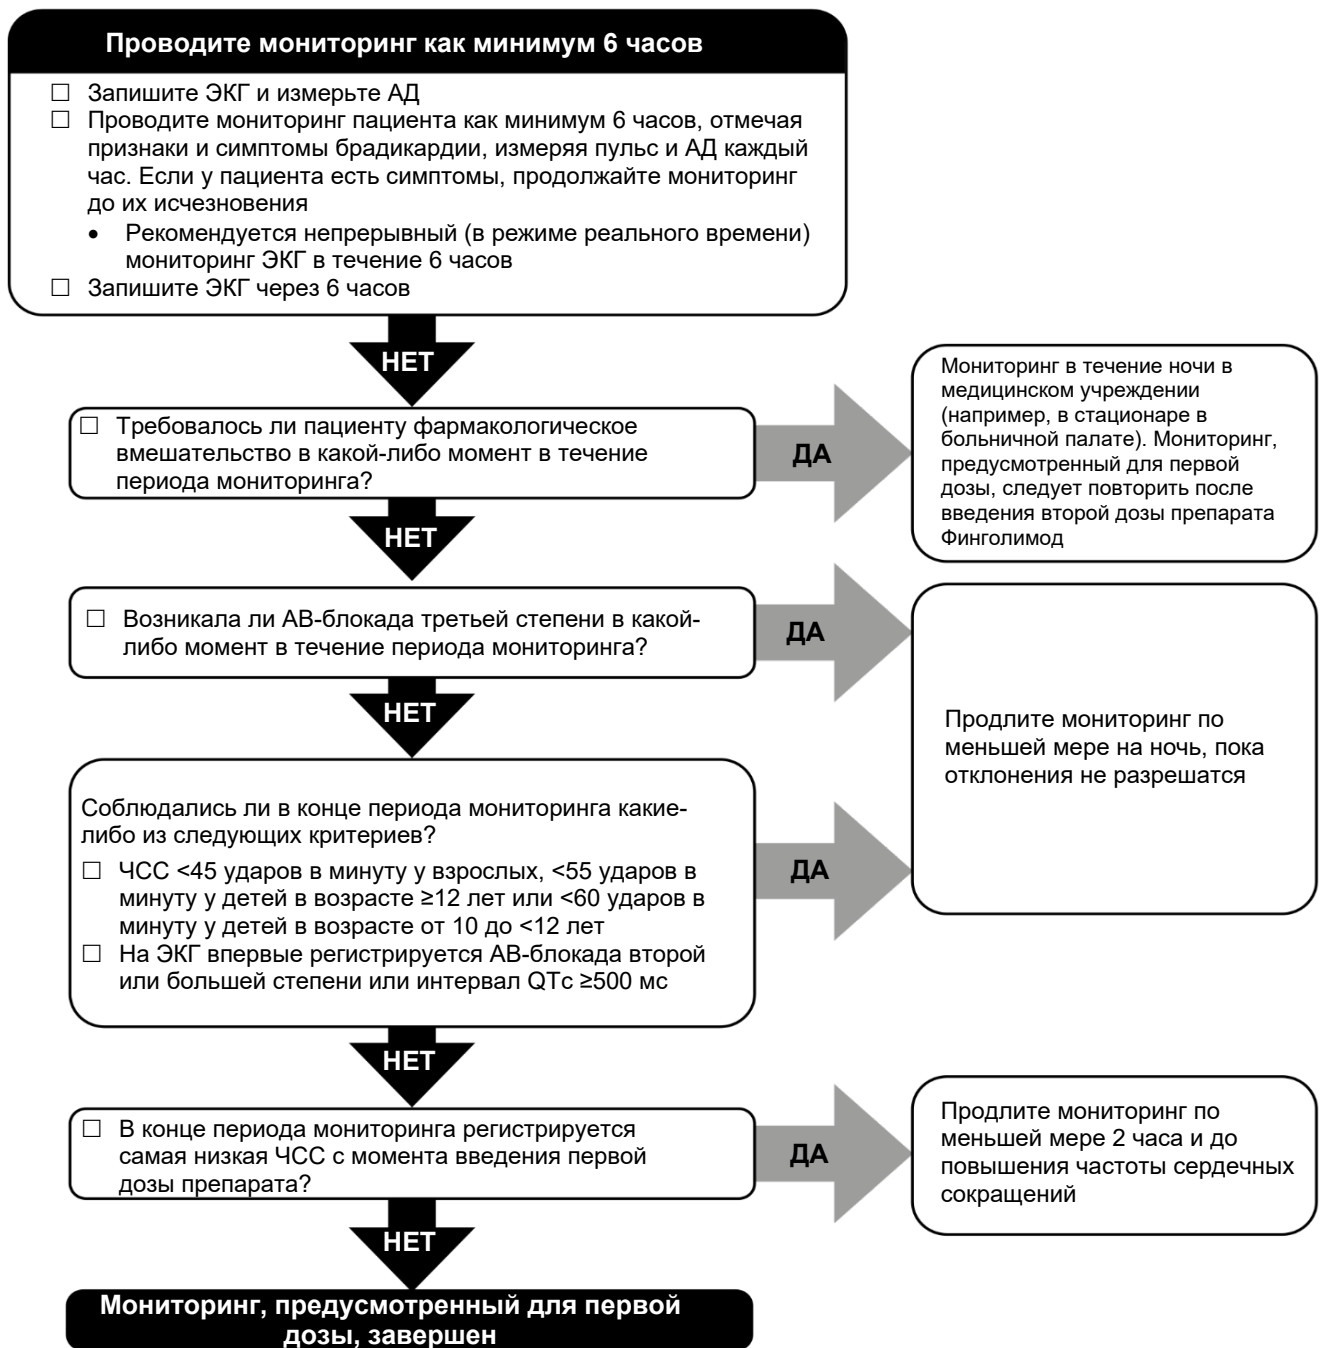 Проводите мониторинг как минимум 6 часов
☐ Запишите ЭКГ и измерьте АД
☐ Проводите мониторинг пациента как минимум 6 часов, отмечая
признаки и симптомы брадикардии, измеряя пульс и АД каждый
час. Если у пациента есть симптомы, продолжайте мониторинг
до их исчезновения
• Рекомендуется непрерывный (в режиме реального времени)
мониторинг ЭКГ в течение 6 часов
☐ Запишите ЭКГ через 6 часов
НЕТ
☐ Требовалось ли пациенту фармакологическое
вмешательство в какой-либо момент в течение
периода мониторинга?
ДА
Мониторинг в течение ночи в
медицинском учреждении
(например, в стационаре в
больничной палате). Мониторинг,
предусмотренный для первой
дозы, следует повторить после
введения второй дозы препарата
Финголимод
НЕТ
☐ Возникала ли АВ-блокада третьей степени в какой-
либо момент в течение периода мониторинга?
ДА
НЕТ
Соблюдались ли в конце периода мониторинга какие-
либо из следующих критериев?
☐ ЧСС <45 ударов в минуту у взрослых, <55 ударов в
минуту у детей в возрасте ≥12 лет или <60 ударов в
минуту у детей в возрасте от 10 до <12 лет
☐ На ЭКГ впервые регистрируется АВ-блокада второй
или большей степени или интервал QTc ≥500 мс
ДА
Продлите мониторинг по
меньшей мере на ночь, пока
отклонения не разрешатся
НЕТ
☐ В конце периода мониторинга регистрируется
самая низкая ЧСС с момента введения первой
дозы препарата?
ДА
Продлите мониторинг по
меньшей мере 2 часа и до
повышения частоты сердечных
сокращений
НЕТ
Мониторинг, предусмотренный для первой
дозы, завершен